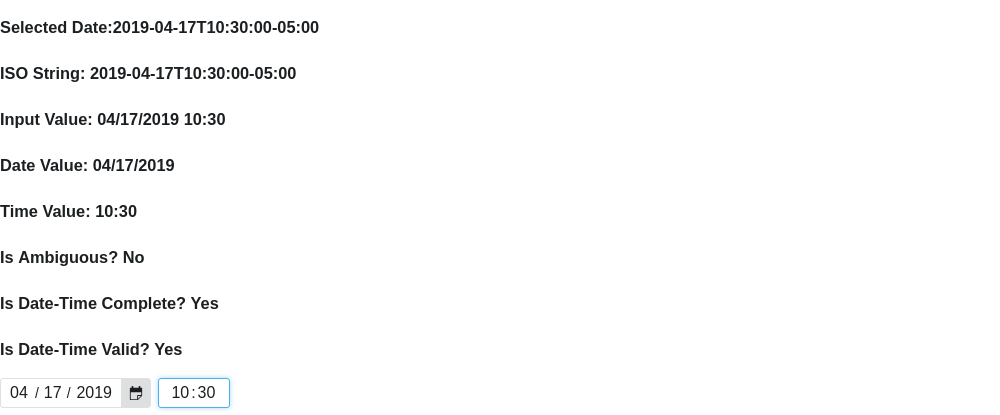 Selected Date:2019-04-17T10:30:00-05:00
ISO String: 2019-04-17T10:30:00-05:00
Input Value: 04/17/2019 10:30
Date Value: 04/17/2019
Time Value: 10:30
Is Ambiguous? No
Is Date-Time Complete? Yes
Is Date-Time Valid? Yes
04 / 17 / 2019 10:30